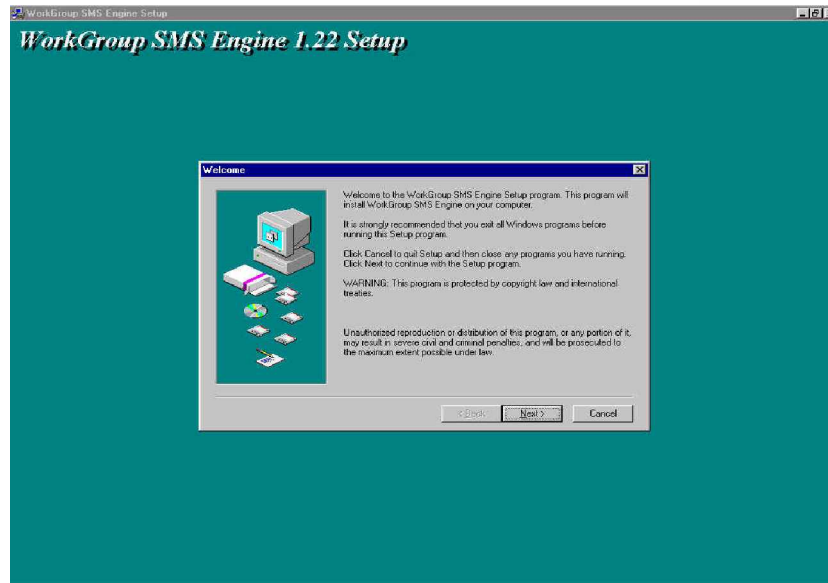 WorkGroup SMS Engine Setup
WorkGroup SMS Engine 1.22 Setup
Welcome
Welcome to the WorkGroup SMS Engine Setup program. This program will
install WorkGroup SMS Engine on your computer.
It is strongly recommended that you exit all Windows programs before
running this Setup program.
Click Cancel to quit Setup and then close any programs you have running.
Click Next to continue with the Setup program.
WARNING: This program is protected by copyright law and international
treaties.
Unauthorized reproduction or distribution of this program, or any portion of it,
may result in severe civil and criminal penalties, and will be prosecuted to
the maximum extent possible under law.
< Back Next > Cancel